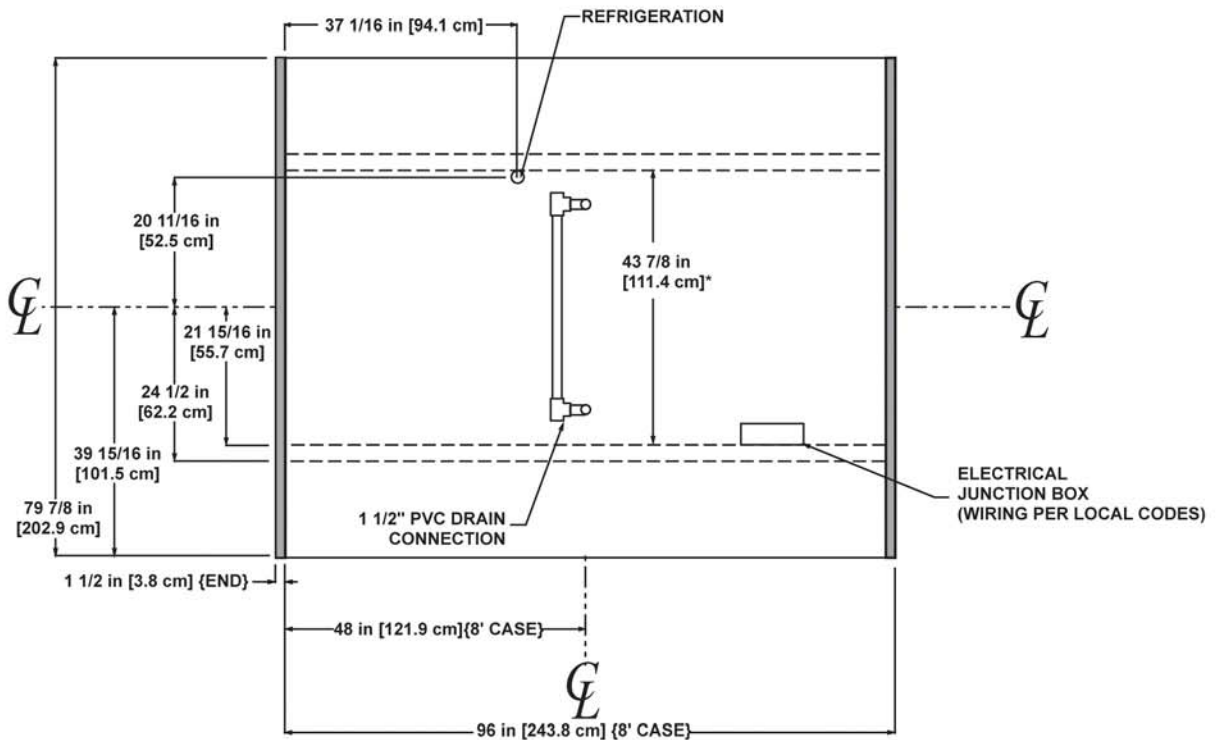 37 1/16 in [94.1 cm]
REFRIGERATION
20 11/16 in
[52.5 cm]
43 7/8 in
[111.4 cm]*
℄
℄
21 15/16 in
[55.7 cm]
24 1/2 in
[62.2 cm]
39 15/16 in
[101.5 cm]
79 7/8 in
[202.9 cm]
ELECTRICAL
JUNCTION BOX
(WIRING PER LOCAL CODES)
1 1/2" PVC DRAIN
CONNECTION
1 1/2 in [3.8 cm] {END}
48 in [121.9 cm]{8' CASE}
℄
96 in [243.8 cm] {8' CASE}